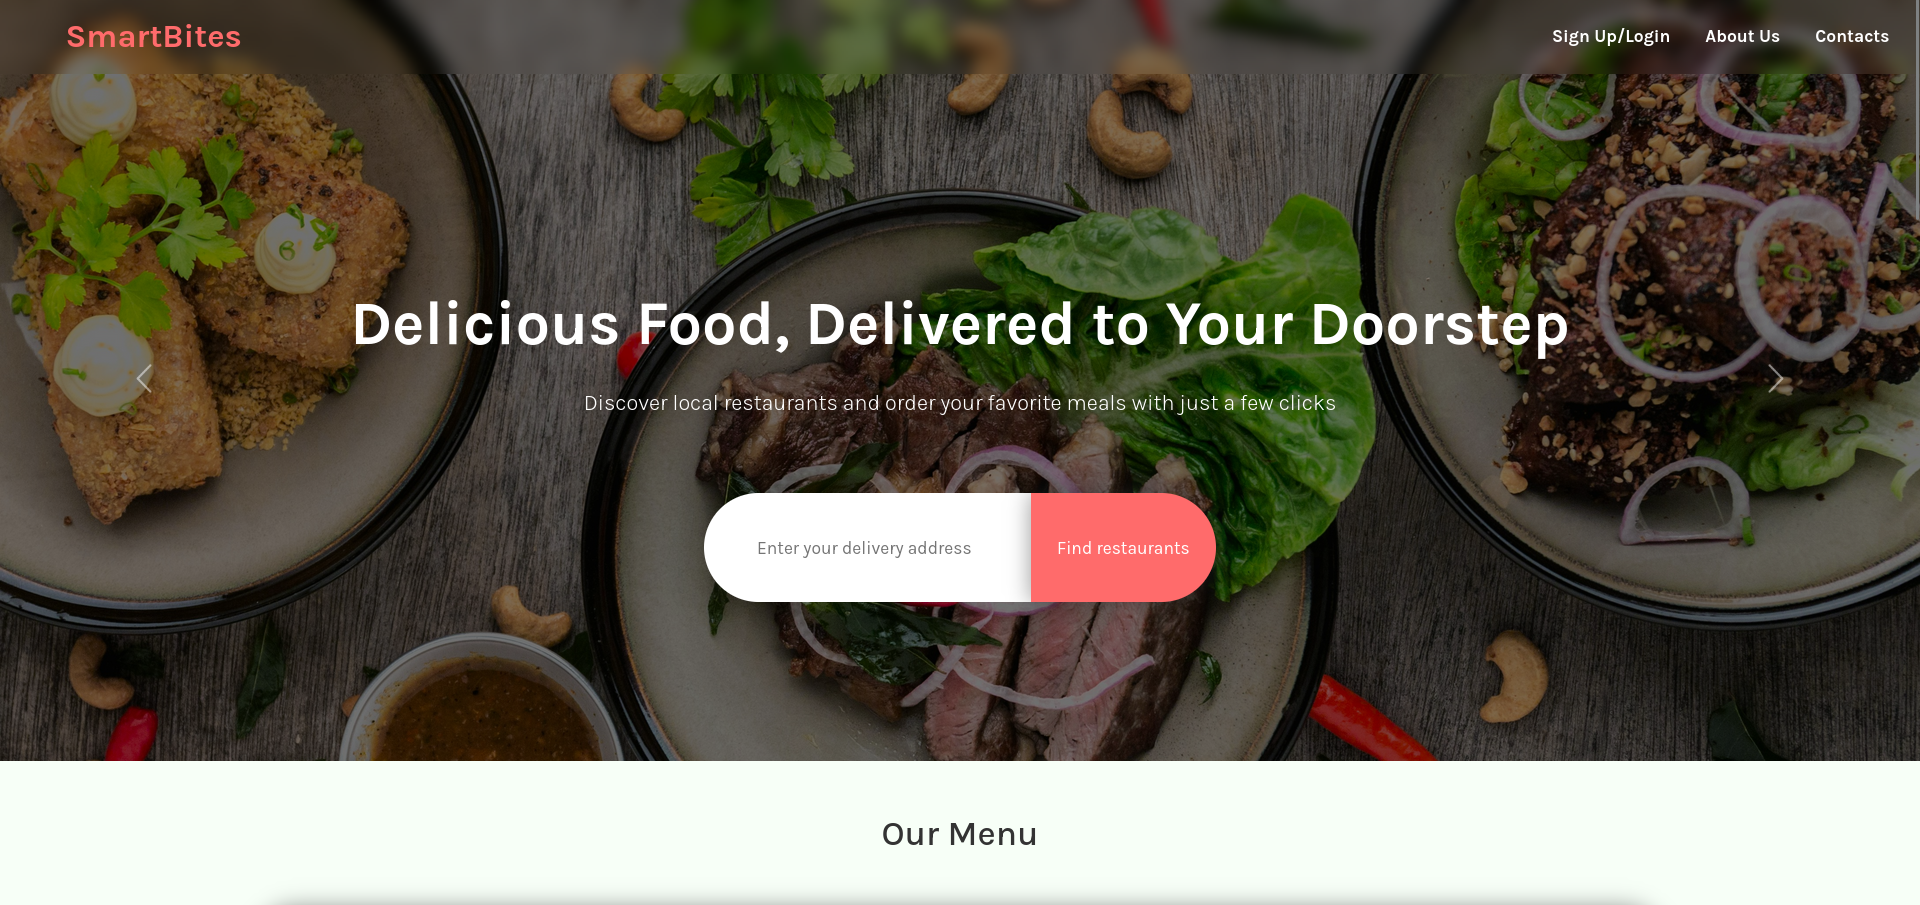 SmartBites
Sign Up/Login
About Us
Contacts
Delicious Food, Delivered to Your Doorstep
Discover local restaurants and order your favorite meals with just a few clicks
Enter your delivery address
Find restaurants
Our Menu